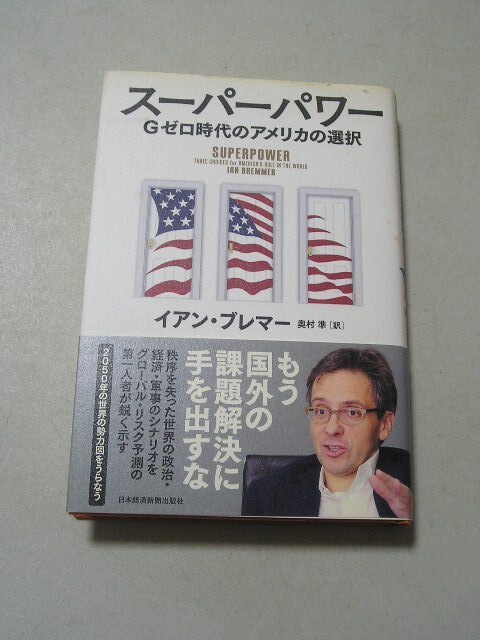 スーパーパワー
Gゼロ時代のアメリカの選択
SUPERPOWER
THREE CHOICES for AMERICA'S ROLE IN THE WORLD
IAN BREMMER
イアン・ブレマー 奥村 準[訳]
もう
国外の
課題解決に
手を出すな
秩序を失った世界の政治・
経済・軍事のシナリオを
グローバル・リスク予測の
第一人者が鋭く示す
2050年の世界の勢力図をうらなう
日本経済新聞出版社